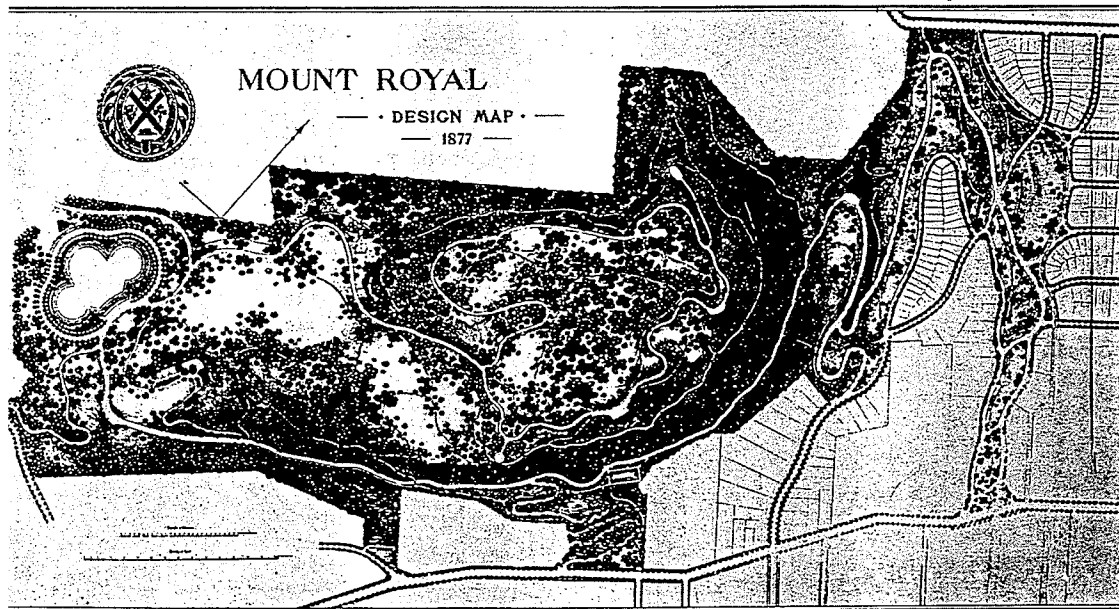 MOUNT ROYAL
— · DESIGN MAP · —
— 1877 —